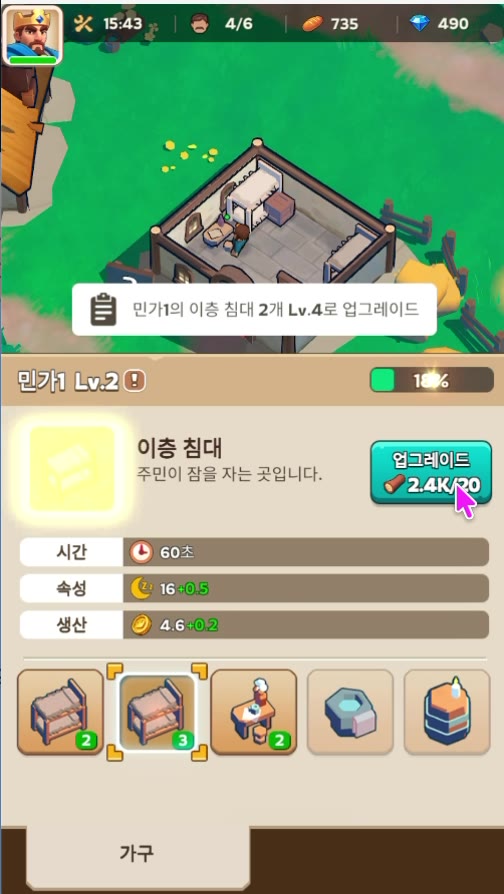 15:43 4/6 735 490
민가1의 이층 침대 2개 Lv.4로 업그레이드
민가1 Lv.2 18%
이층 침대
주민이 잠을 자는 곳입니다.
업그레이드
2.4K/20
시간 60초
속성 16+0.5
생산 4.6+0.2
2 3 2
가구